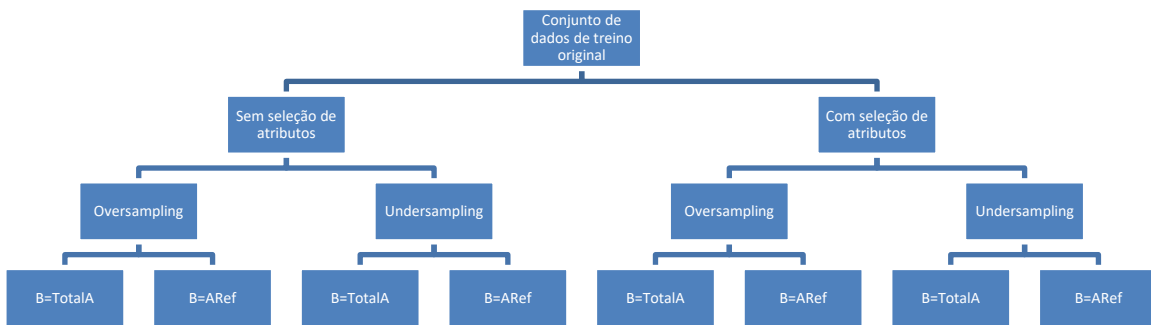 Conjunto de
dados de treino
original
Sem seleção de
atributos
Com seleção de
atributos
Oversampling
Undersampling
Oversampling
Undersampling
B=TotalA
B=ARef
B=TotalA
B=ARef
B=TotalA
B=ARef
B=TotalA
B=ARef